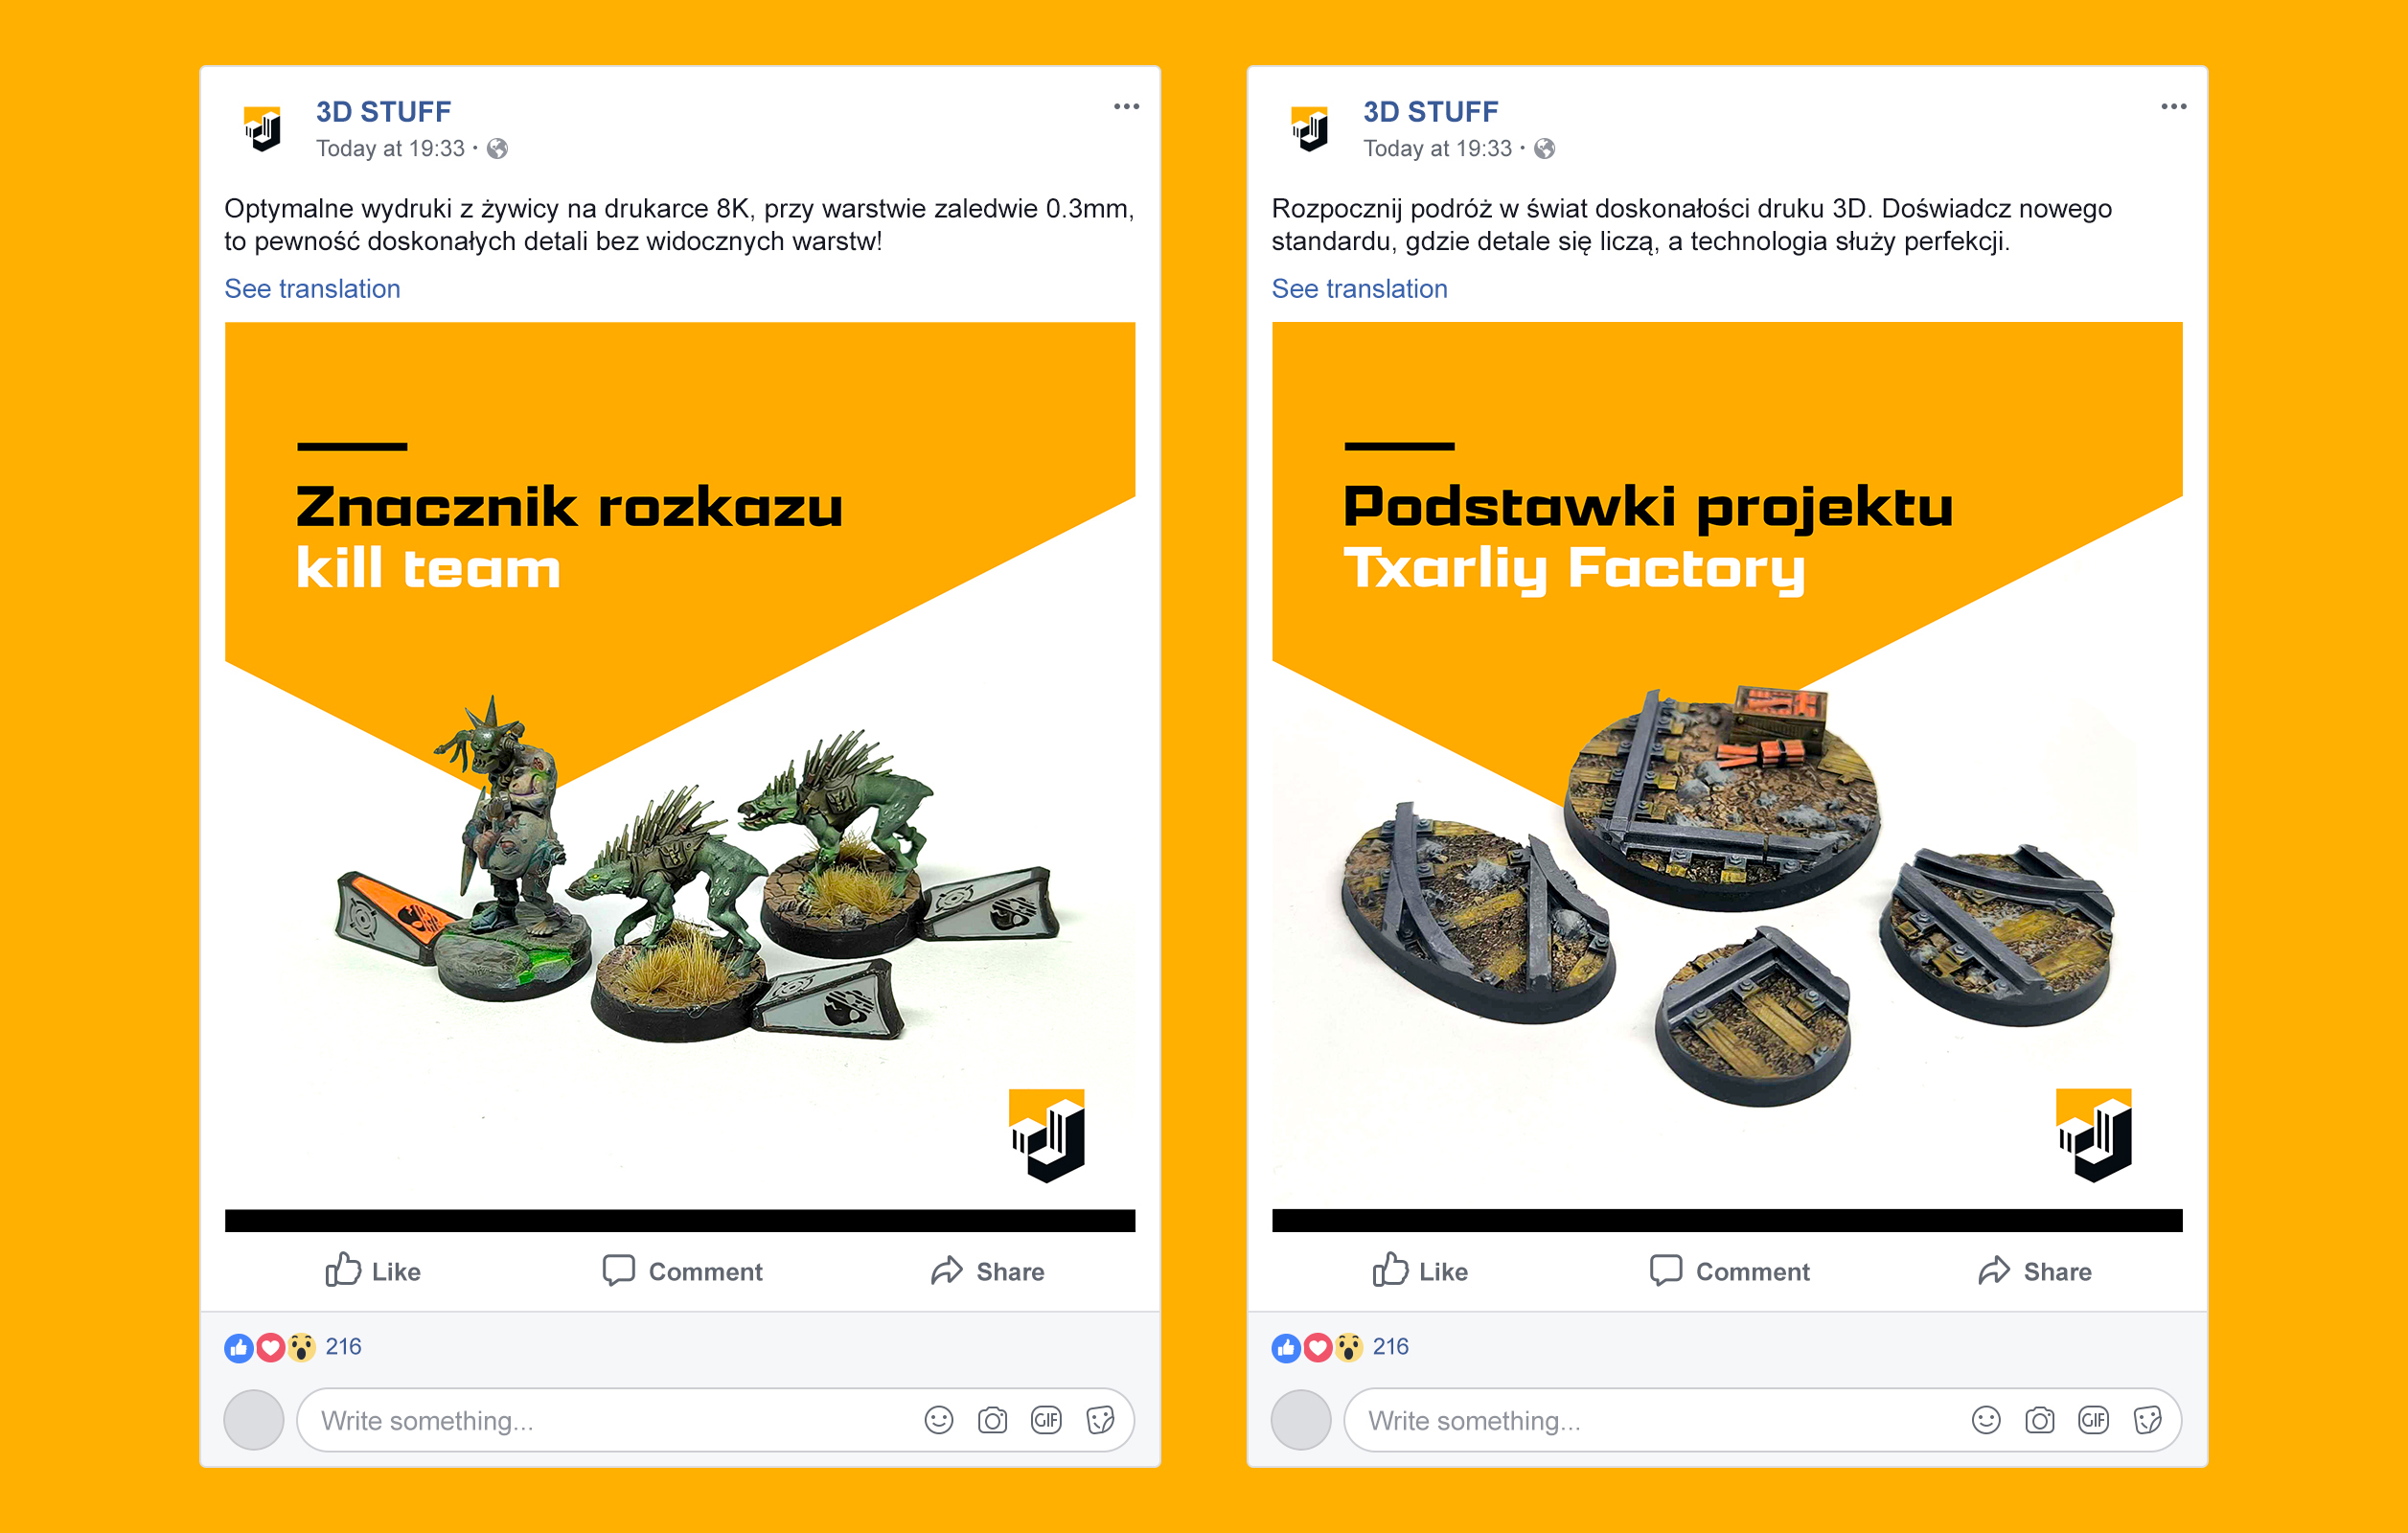 3D STUFF
Today at 19:33 •
Optymalne wydruki z żywicy na drukarce 8K, przy warstwie zaledwie 0.3mm,
to pewność doskonałych detali bez widocznych warstw!
See translation
Znacznik rozkazu
kill team
Like Comment Share
216
Write something...
GIF
3D STUFF
Today at 19:33 •
Rozpocznij podróż w świat doskonałości druku 3D. Doświadcz nowego
standardu, gdzie detale się liczą, a technologia służy perfekcji.
See translation
Podstawki projektu
Txarliy Factory
Like Comment Share
216
Write something...
GIF